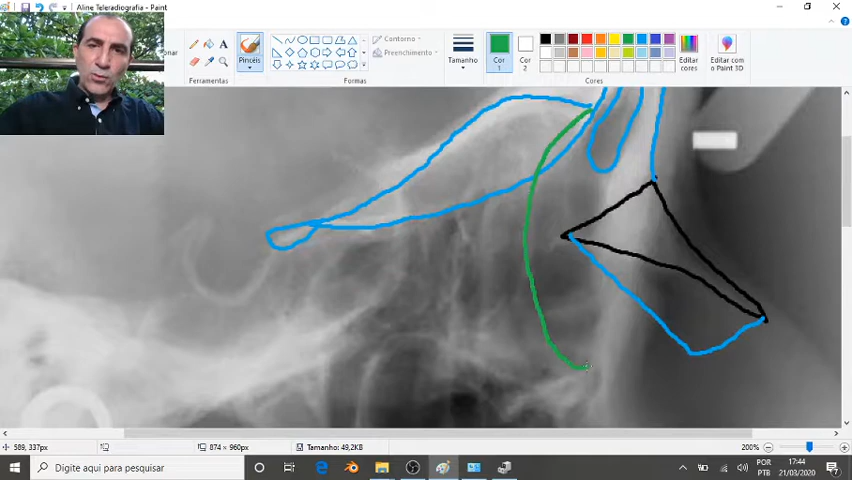 Aline Teleradiografia - Paint
Contorno
Preenchimento
Pincéis
Tamanho
Cor
1
Cor
2
Editar
cores
Editar com
o Paint 3D
Ferramentas
Formas
Cores
589, 337px
874 × 960px
Tamanho: 49,2KB
200%
Digite aqui para pesquisar
POR
PTB
17:44
21/03/2020
7